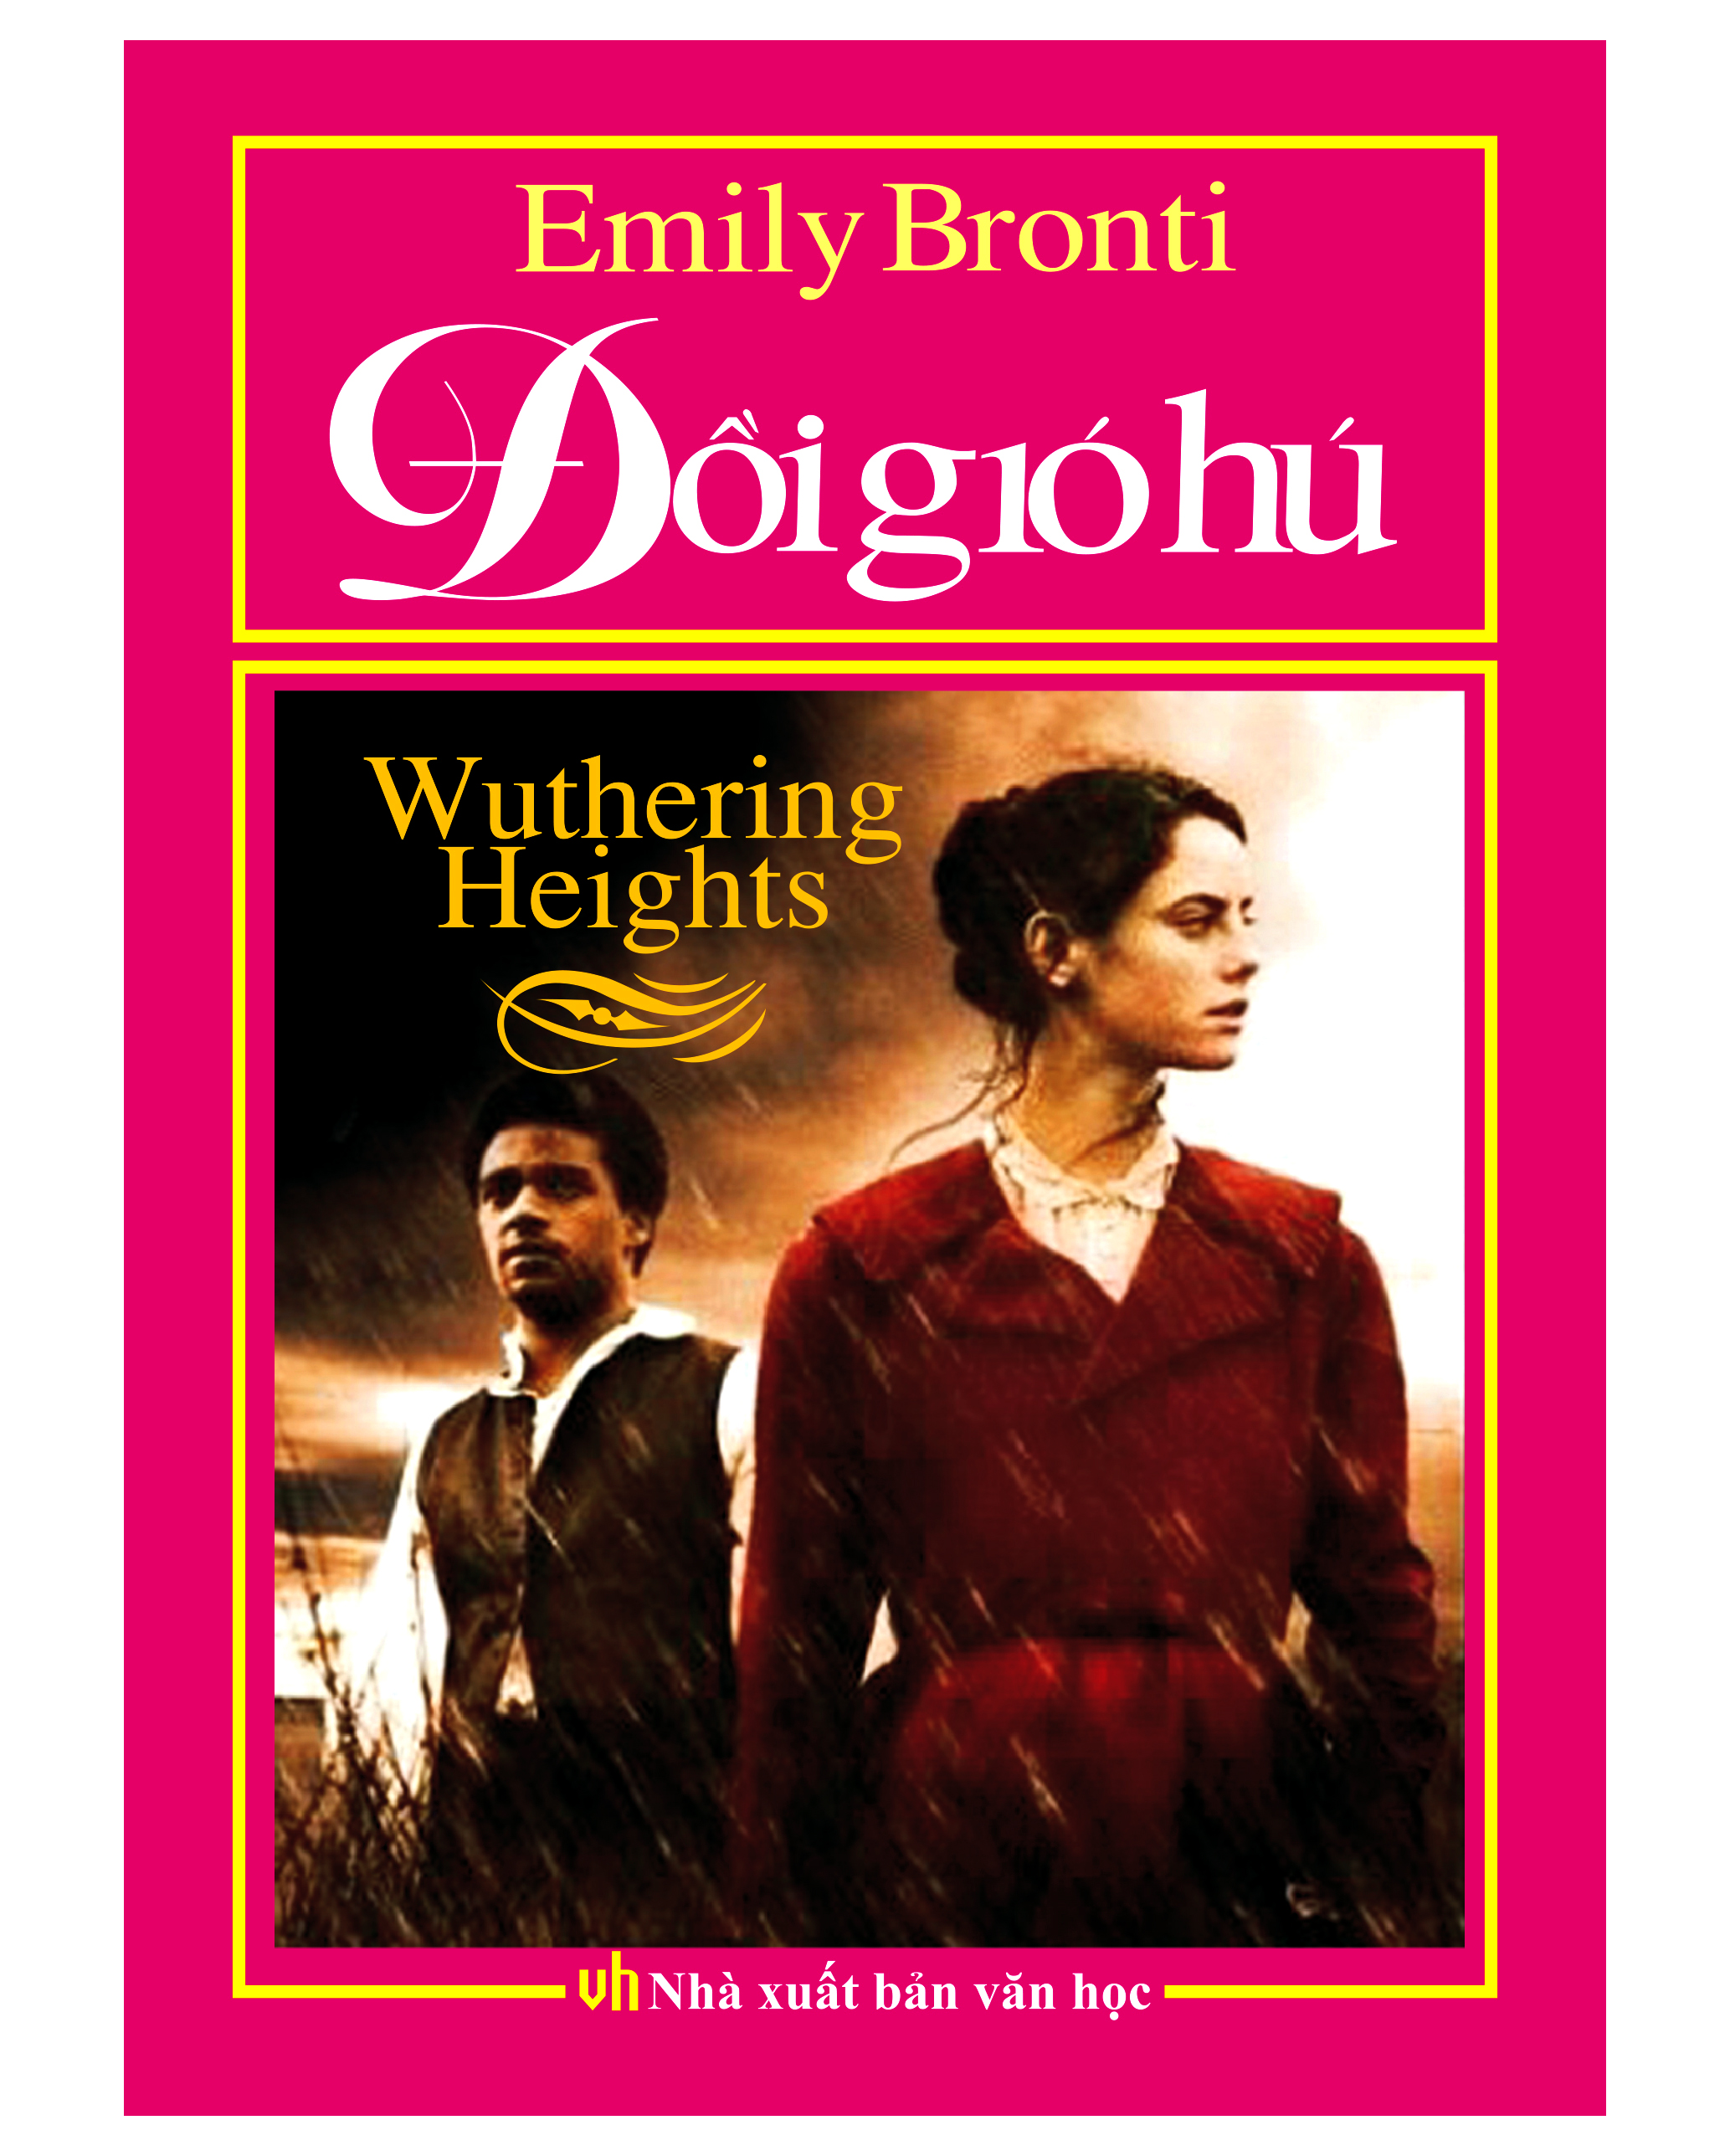 Emily Bronti
Đồi gió hú
Wuthering
Heights
vh Nhà xuất bản văn học